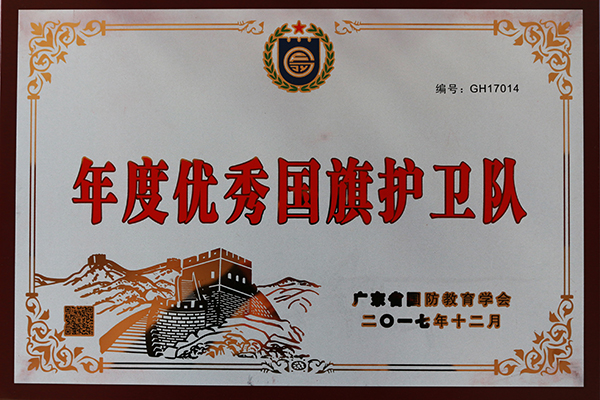 编号：GH17014
年度优秀国旗护卫队
广东省国防教育学会
二〇一七年十二月